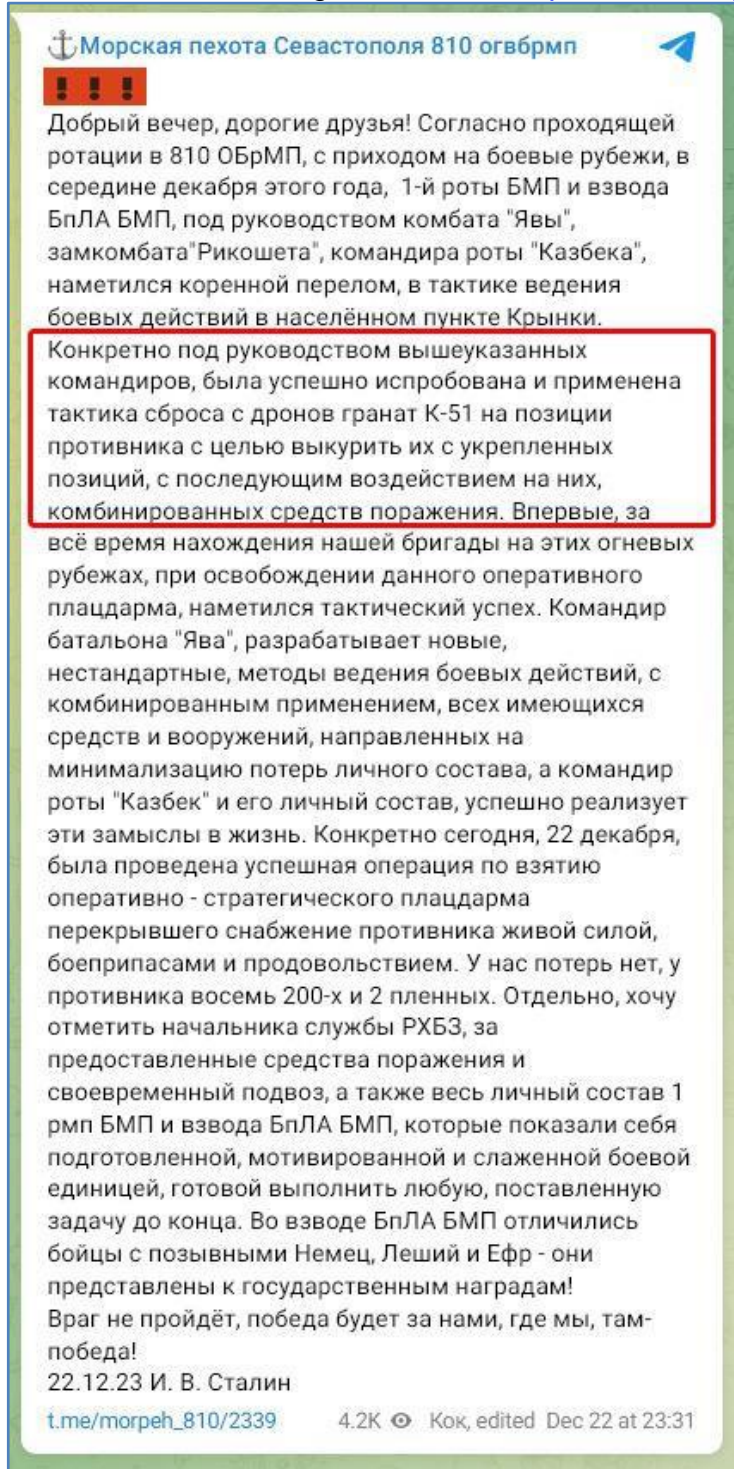 Морская пехота Севастополя 810 огвбрмп
❗❗❗
Добрый вечер, дорогие друзья! Согласно проходящей
ротации в 810 ОБрМП, с приходом на боевые рубежи, в
середине декабря этого года, 1-й роты БМП и взвода
БпЛА БМП, под руководством комбата "Явы",
замкомбата"Рикошета", командира роты "Казбека",
наметился коренной перелом, в тактике ведения
боевых действий в населённом пункте Крынки.
Конкретно под руководством вышеуказанных
командиров, была успешно испробована и применена
тактика сброса с дронов гранат К-51 на позиции
противника с целью выкурить их с укрепленных
позиций, с последующим воздействием на них,
комбинированных средств поражения. Впервые, за
всё время нахождения нашей бригады на этих огневых
рубежах, при освобождении данного оперативного
плацдарма, наметился тактический успех. Командир
батальона "Ява", разрабатывает новые,
нестандартные, методы ведения боевых действий, с
комбинированным применением, всех имеющихся
средств и вооружений, направленных на
минимализацию потерь личного состава, а командир
роты "Казбек" и его личный состав, успешно реализует
эти замыслы в жизнь. Конкретно сегодня, 22 декабря,
была проведена успешная операция по взятию
оперативно - стратегического плацдарма
перекрывшего снабжение противника живой силой,
боеприпасами и продовольствием. У нас потерь нет, у
противника восемь 200-х и 2 пленных. Отдельно, хочу
отметить начальника службы РХБЗ, за
предоставленные средства поражения и
своевременный подвоз, а также весь личный состав 1
рмп БМП и взвода БпЛА БМП, которые показали себя
подготовленной, мотивированной и слаженной боевой
единицей, готовой выполнить любую, поставленную
задачу до конца. Во взводе БпЛА БМП отличились
бойцы с позывными Немец, Леший и Ефр - они
представлены к государственным наградам!
Враг не пройдёт, победа будет за нами, где мы, там-
победа!
22.12.23 И. В. Сталин
t.me/morpeh_810/2339 4.2K Кок, edited Dec 22 at 23:31